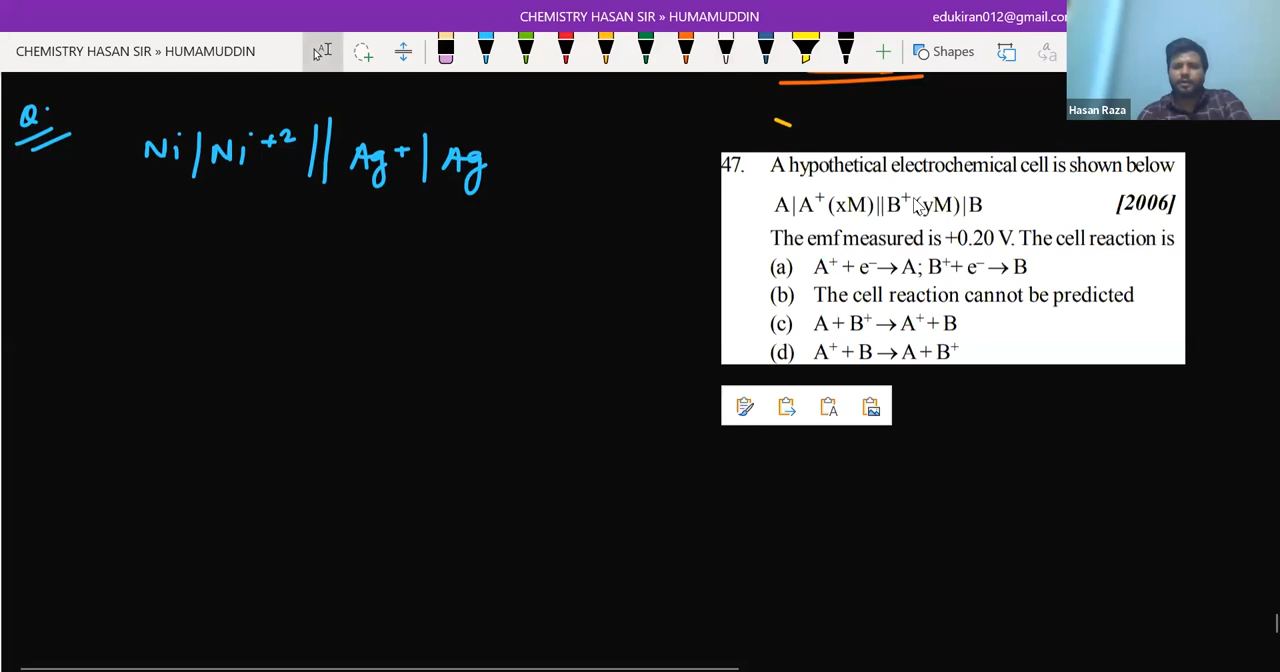 CHEMISTRY HASAN SIR » HUMAMUDDIN
edukiran012@gmail.co
CHEMISTRY HASAN SIR » HUMAMUDDIN
Shapes
Hasan Raza
Q.
Ni | Ni⁺² || Ag⁺ | Ag
47. A hypothetical electrochemical cell is shown below
A|A⁺(xM)||B⁺(yM)|B [2006]
The emf measured is +0.20 V. The cell reaction is
(a) A⁺ + e⁻ → A; B⁺ + e⁻ → B
(b) The cell reaction cannot be predicted
(c) A + B⁺ → A⁺ + B
(d) A⁺ + B → A + B⁺